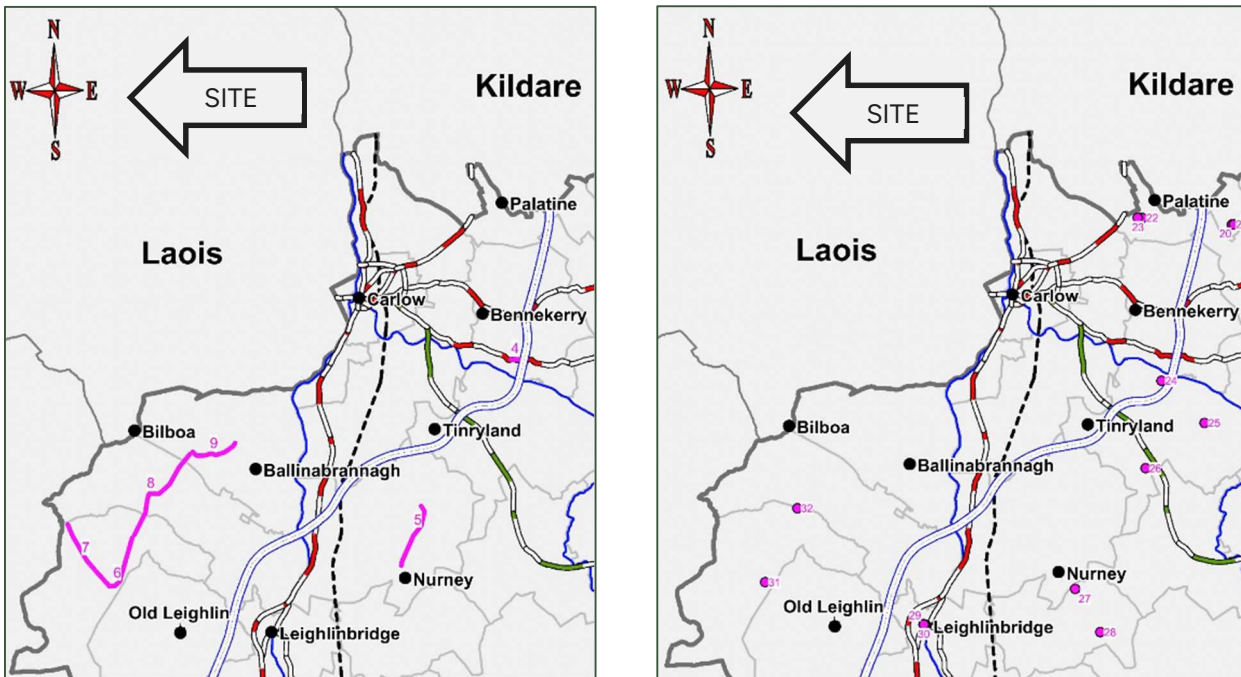 N
W E
S
SITE
Kildare
Palatine
Laois
Carlow
Bennekerry
4
Bilboa
Tinryland
9
Ballinabrannagh
8
5
7
6
Nurney
Old Leighlin
Leighlinbridge
N
W E
S
SITE
Kildare
Palatine
22
23
20
Laois
Carlow
Bennekerry
24
Bilboa
Tinryland
25
Ballinabrannagh
26
32
Nurney
31
27
Old Leighlin
29
30
Leighlinbridge
28